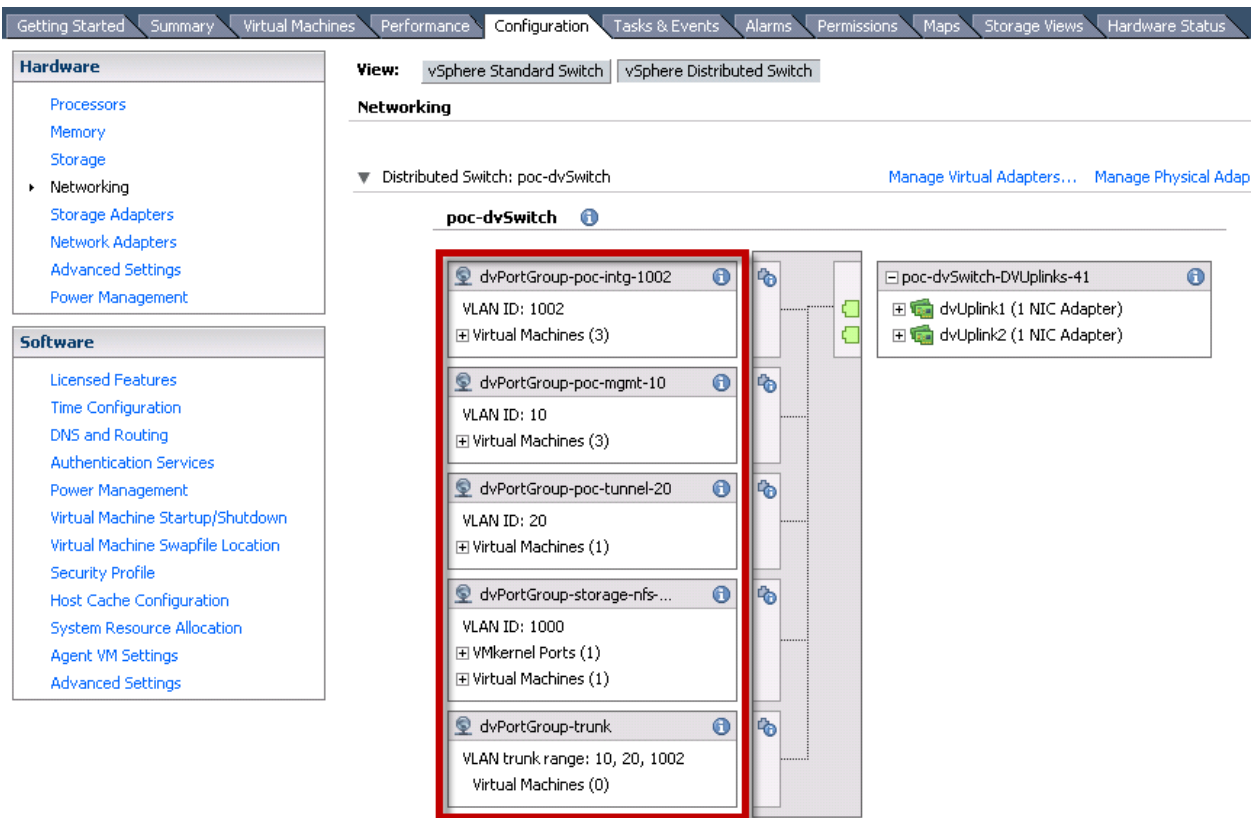 Getting Started Summary Virtual Machines Performance Configuration Tasks & Events Alarms Permissions Maps Storage Views Hardware Status
Hardware
Processors
Memory
Storage
Networking
Storage Adapters
Network Adapters
Advanced Settings
Power Management
Software
Licensed Features
Time Configuration
DNS and Routing
Authentication Services
Power Management
Virtual Machine Startup/Shutdown
Virtual Machine Swapfile Location
Security Profile
Host Cache Configuration
System Resource Allocation
Agent VM Settings
Advanced Settings
View: vSphere Standard Switch vSphere Distributed Switch
Networking
Distributed Switch: poc-dvSwitch Manage Virtual Adapters... Manage Physical Adap
poc-dvSwitch
dvPortGroup-poc-intg-1002
VLAN ID: 1002
Virtual Machines (3)
dvPortGroup-poc-mgmt-10
VLAN ID: 10
Virtual Machines (3)
dvPortGroup-poc-tunnel-20
VLAN ID: 20
Virtual Machines (1)
dvPortGroup-storage-nfs-...
VLAN ID: 1000
VMkernel Ports (1)
Virtual Machines (1)
dvPortGroup-trunk
VLAN trunk range: 10, 20, 1002
Virtual Machines (0)
poc-dvSwitch-DVUplinks-41
dvUplink1 (1 NIC Adapter)
dvUplink2 (1 NIC Adapter)